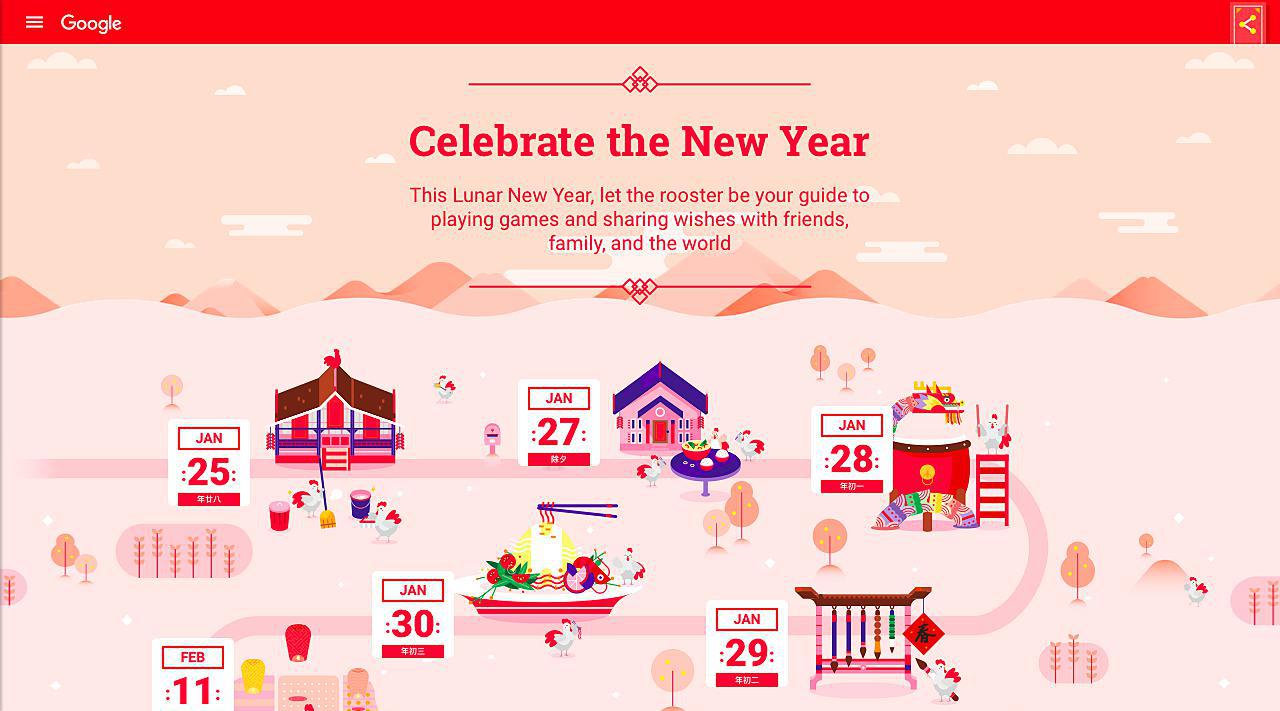 Google
Celebrate the New Year
This Lunar New Year, let the rooster be your guide to
playing games and sharing wishes with friends,
family, and the world
JAN
25
年廿八
JAN
27
除夕
JAN
28
年初一
JAN
30
年初三
JAN
29
年初二
春
FEB
11